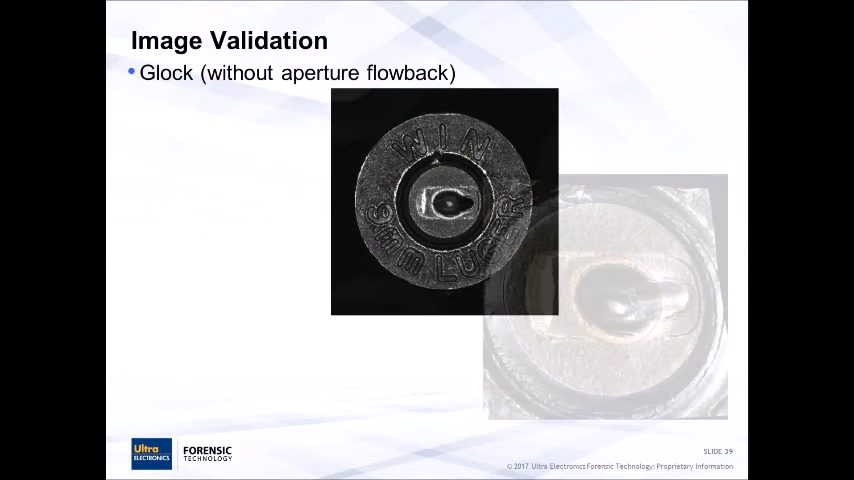 Image Validation
• Glock (without aperture flowback)
WIN
9mm LUGER
Ultra
ELECTRONICS
FORENSIC
TECHNOLOGY
SLIDE 39
© 2017 Ultra Electronics Forensic Technology: Proprietary Information